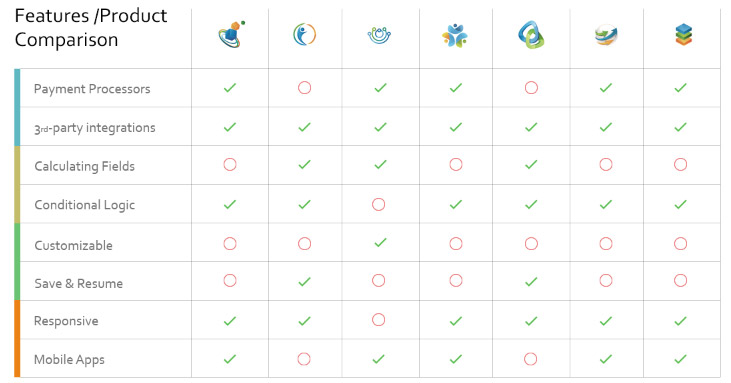 Features /Product
Comparison
Payment Processors
3rd-party integrations
Calculating Fields
Conditional Logic
Customizable
Save & Resume
Responsive
Mobile Apps